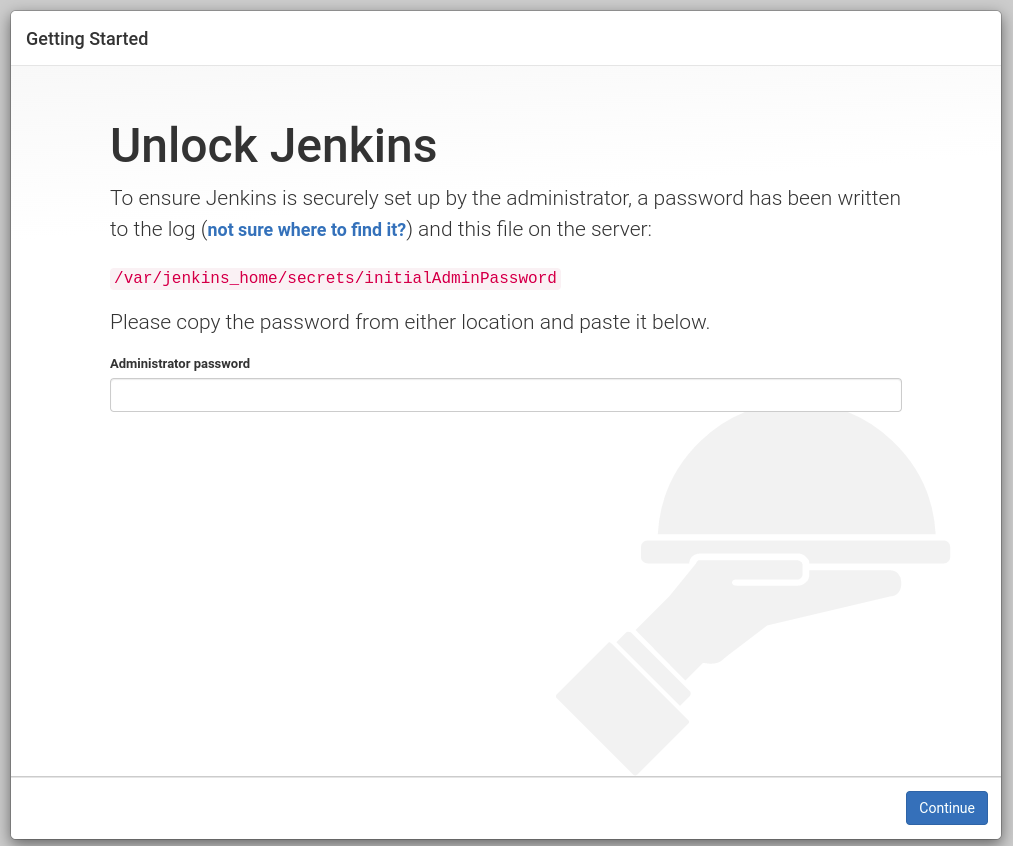 Getting Started
Unlock Jenkins
To ensure Jenkins is securely set up by the administrator, a password has been written
to the log (not sure where to find it?) and this file on the server:
/var/jenkins_home/secrets/initialAdminPassword
Please copy the password from either location and paste it below.
Administrator password
Continue